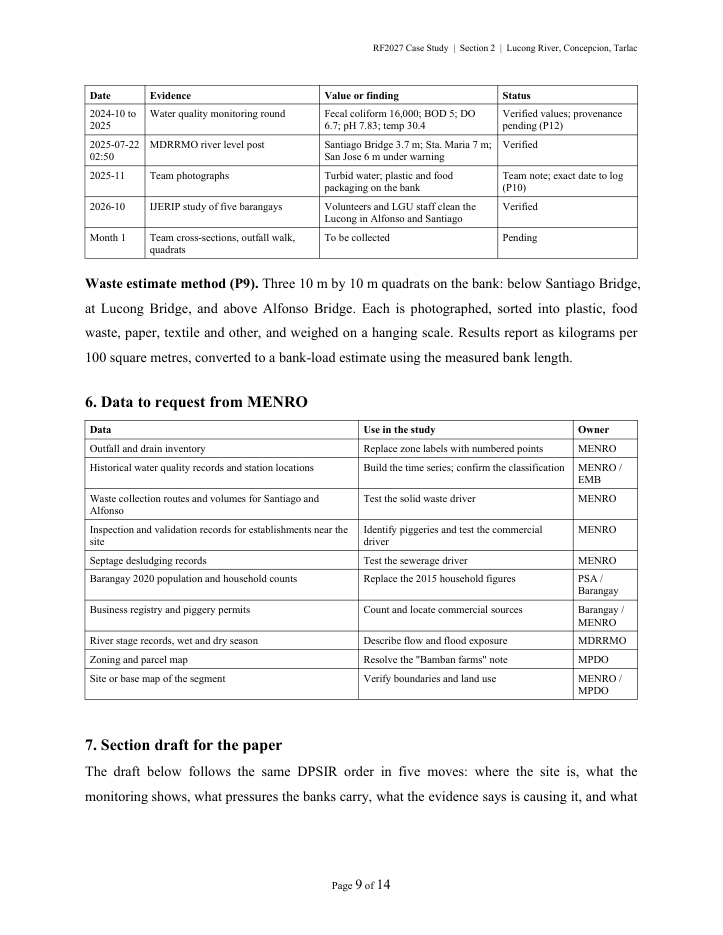 RF2027 Case Study | Section 2 | Lucong River, Concepcion, Tarlac
Date Evidence Value or finding Status
2024-10 to Water quality monitoring round Fecal coliform 16,000; BOD 5; DO Verified values; provenance
2025 6.7; pH 7.83; temp 30.4 pending (P12)
2025-07-22 MDRRMO river level post Santiago Bridge 3.7 m; Sta. Maria 7 m; Verified
02:50 San Jose 6 m under warning
2025-11 Team photographs Turbid water; plastic and food Team note; exact date to log
packaging on the bank (P10)
2026-10 IJERIP study of five barangays Volunteers and LGU staff clean the Verified
Lucong in Alfonso and Santiago
Month 1 Team cross-sections, outfall walk, To be collected Pending
quadrats
Waste estimate method (P9). Three 10 m by 10 m quadrats on the bank: below Santiago Bridge,
at Lucong Bridge, and above Alfonso Bridge. Each is photographed, sorted into plastic, food
waste, paper, textile and other, and weighed on a hanging scale. Results report as kilograms per
100 square metres, converted to a bank-load estimate using the measured bank length.
6. Data to request from MENRO
Data Use in the study Owner
Outfall and drain inventory Replace zone labels with numbered points MENRO
Historical water quality records and station locations Build the time series; confirm the classification MENRO /
EMB
Waste collection routes and volumes for Santiago and Test the solid waste driver MENRO
Alfonso
Inspection and validation records for establishments near the Identify piggeries and test the commercial MENRO
site driver
Septage desludging records Test the sewerage driver MENRO
Barangay 2020 population and household counts Replace the 2015 household figures PSA /
Barangay
Business registry and piggery permits Count and locate commercial sources Barangay /
MENRO
River stage records, wet and dry season Describe flow and flood exposure MDRRMO
Zoning and parcel map Resolve the "Bamban farms" note MPDO
Site or base map of the segment Verify boundaries and land use MENRO /
MPDO
7. Section draft for the paper
The draft below follows the same DPSIR order in five moves: where the site is, what the
monitoring shows, what pressures the banks carry, what the evidence says is causing it, and what
Page 9 of 14